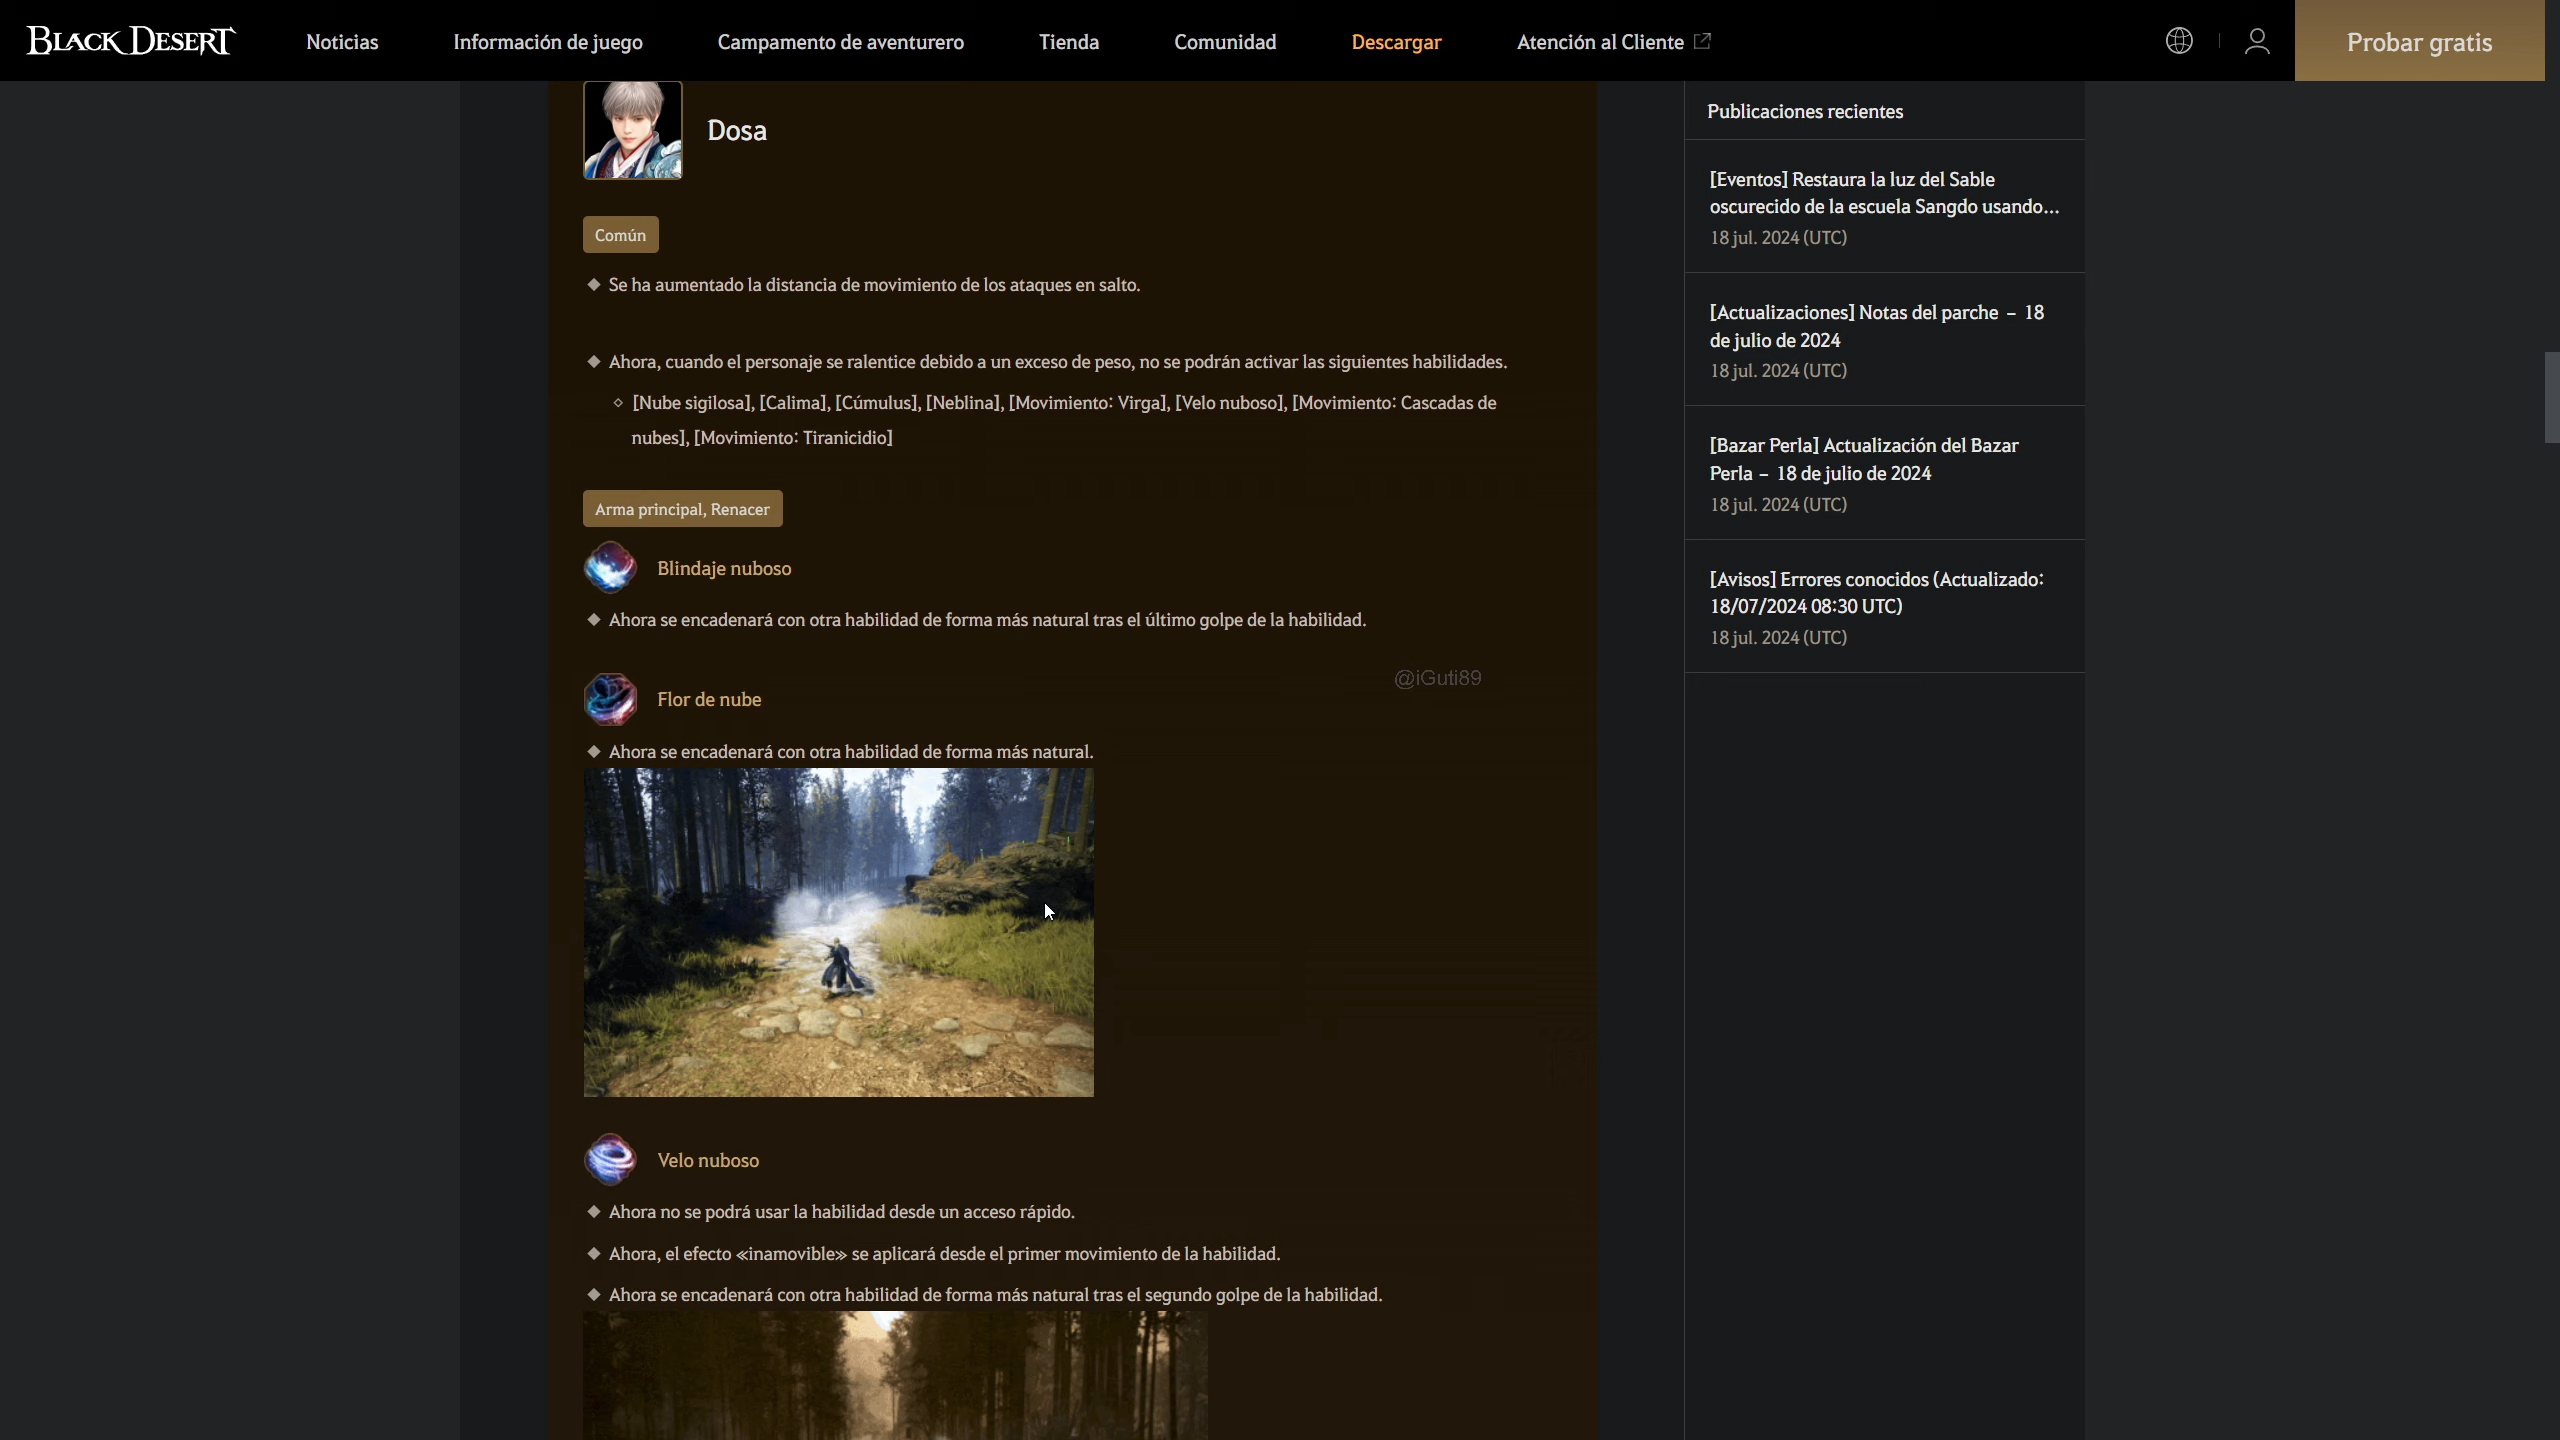 BLACK DESERT
Noticias
Información de juego
Campamento de aventurero
Tienda
Comunidad
Descargar
Atención al Cliente
Probar gratis
Dosa
Común
◆ Se ha aumentado la distancia de movimiento de los ataques en salto.
◆ Ahora, cuando el personaje se ralentice debido a un exceso de peso, no se podrán activar las siguientes habilidades.
◇ [Nube sigilosa], [Calima], [Cúmulus], [Neblina], [Movimiento: Virga], [Velo nuboso], [Movimiento: Cascadas de
nubes], [Movimiento: Tiranicidio]
Arma principal, Renacer
Blindaje nuboso
◆ Ahora se encadenará con otra habilidad de forma más natural tras el último golpe de la habilidad.
@iGuti89
Flor de nube
◆ Ahora se encadenará con otra habilidad de forma más natural.
Velo nuboso
◆ Ahora no se podrá usar la habilidad desde un acceso rápido.
◆ Ahora, el efecto «inamovible» se aplicará desde el primer movimiento de la habilidad.
◆ Ahora se encadenará con otra habilidad de forma más natural tras el segundo golpe de la habilidad.
Publicaciones recientes
[Eventos] Restaura la luz del Sable
oscurecido de la escuela Sangdo usando...
18 jul. 2024 (UTC)
[Actualizaciones] Notas del parche – 18
de julio de 2024
18 jul. 2024 (UTC)
[Bazar Perla] Actualización del Bazar
Perla – 18 de julio de 2024
18 jul. 2024 (UTC)
[Avisos] Errores conocidos (Actualizado:
18/07/2024 08:30 UTC)
18 jul. 2024 (UTC)